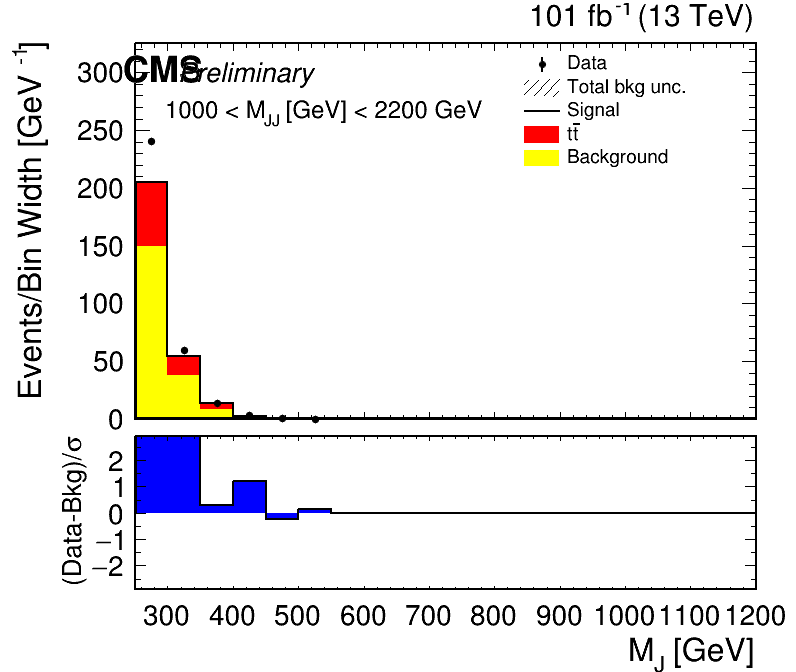 101 fb⁻¹ (13 TeV)
CMS Preliminary
1000 < M_JJ [GeV] < 2200 GeV
Data
Total bkg unc.
Signal
tt̄
Background
Events/Bin Width [GeV⁻¹]
300
250
200
150
100
50
0
(Data-Bkg)/σ
2
1
0
−1
−2
300 400 500 600 700 800 900 1000 1100 1200
M_J [GeV]